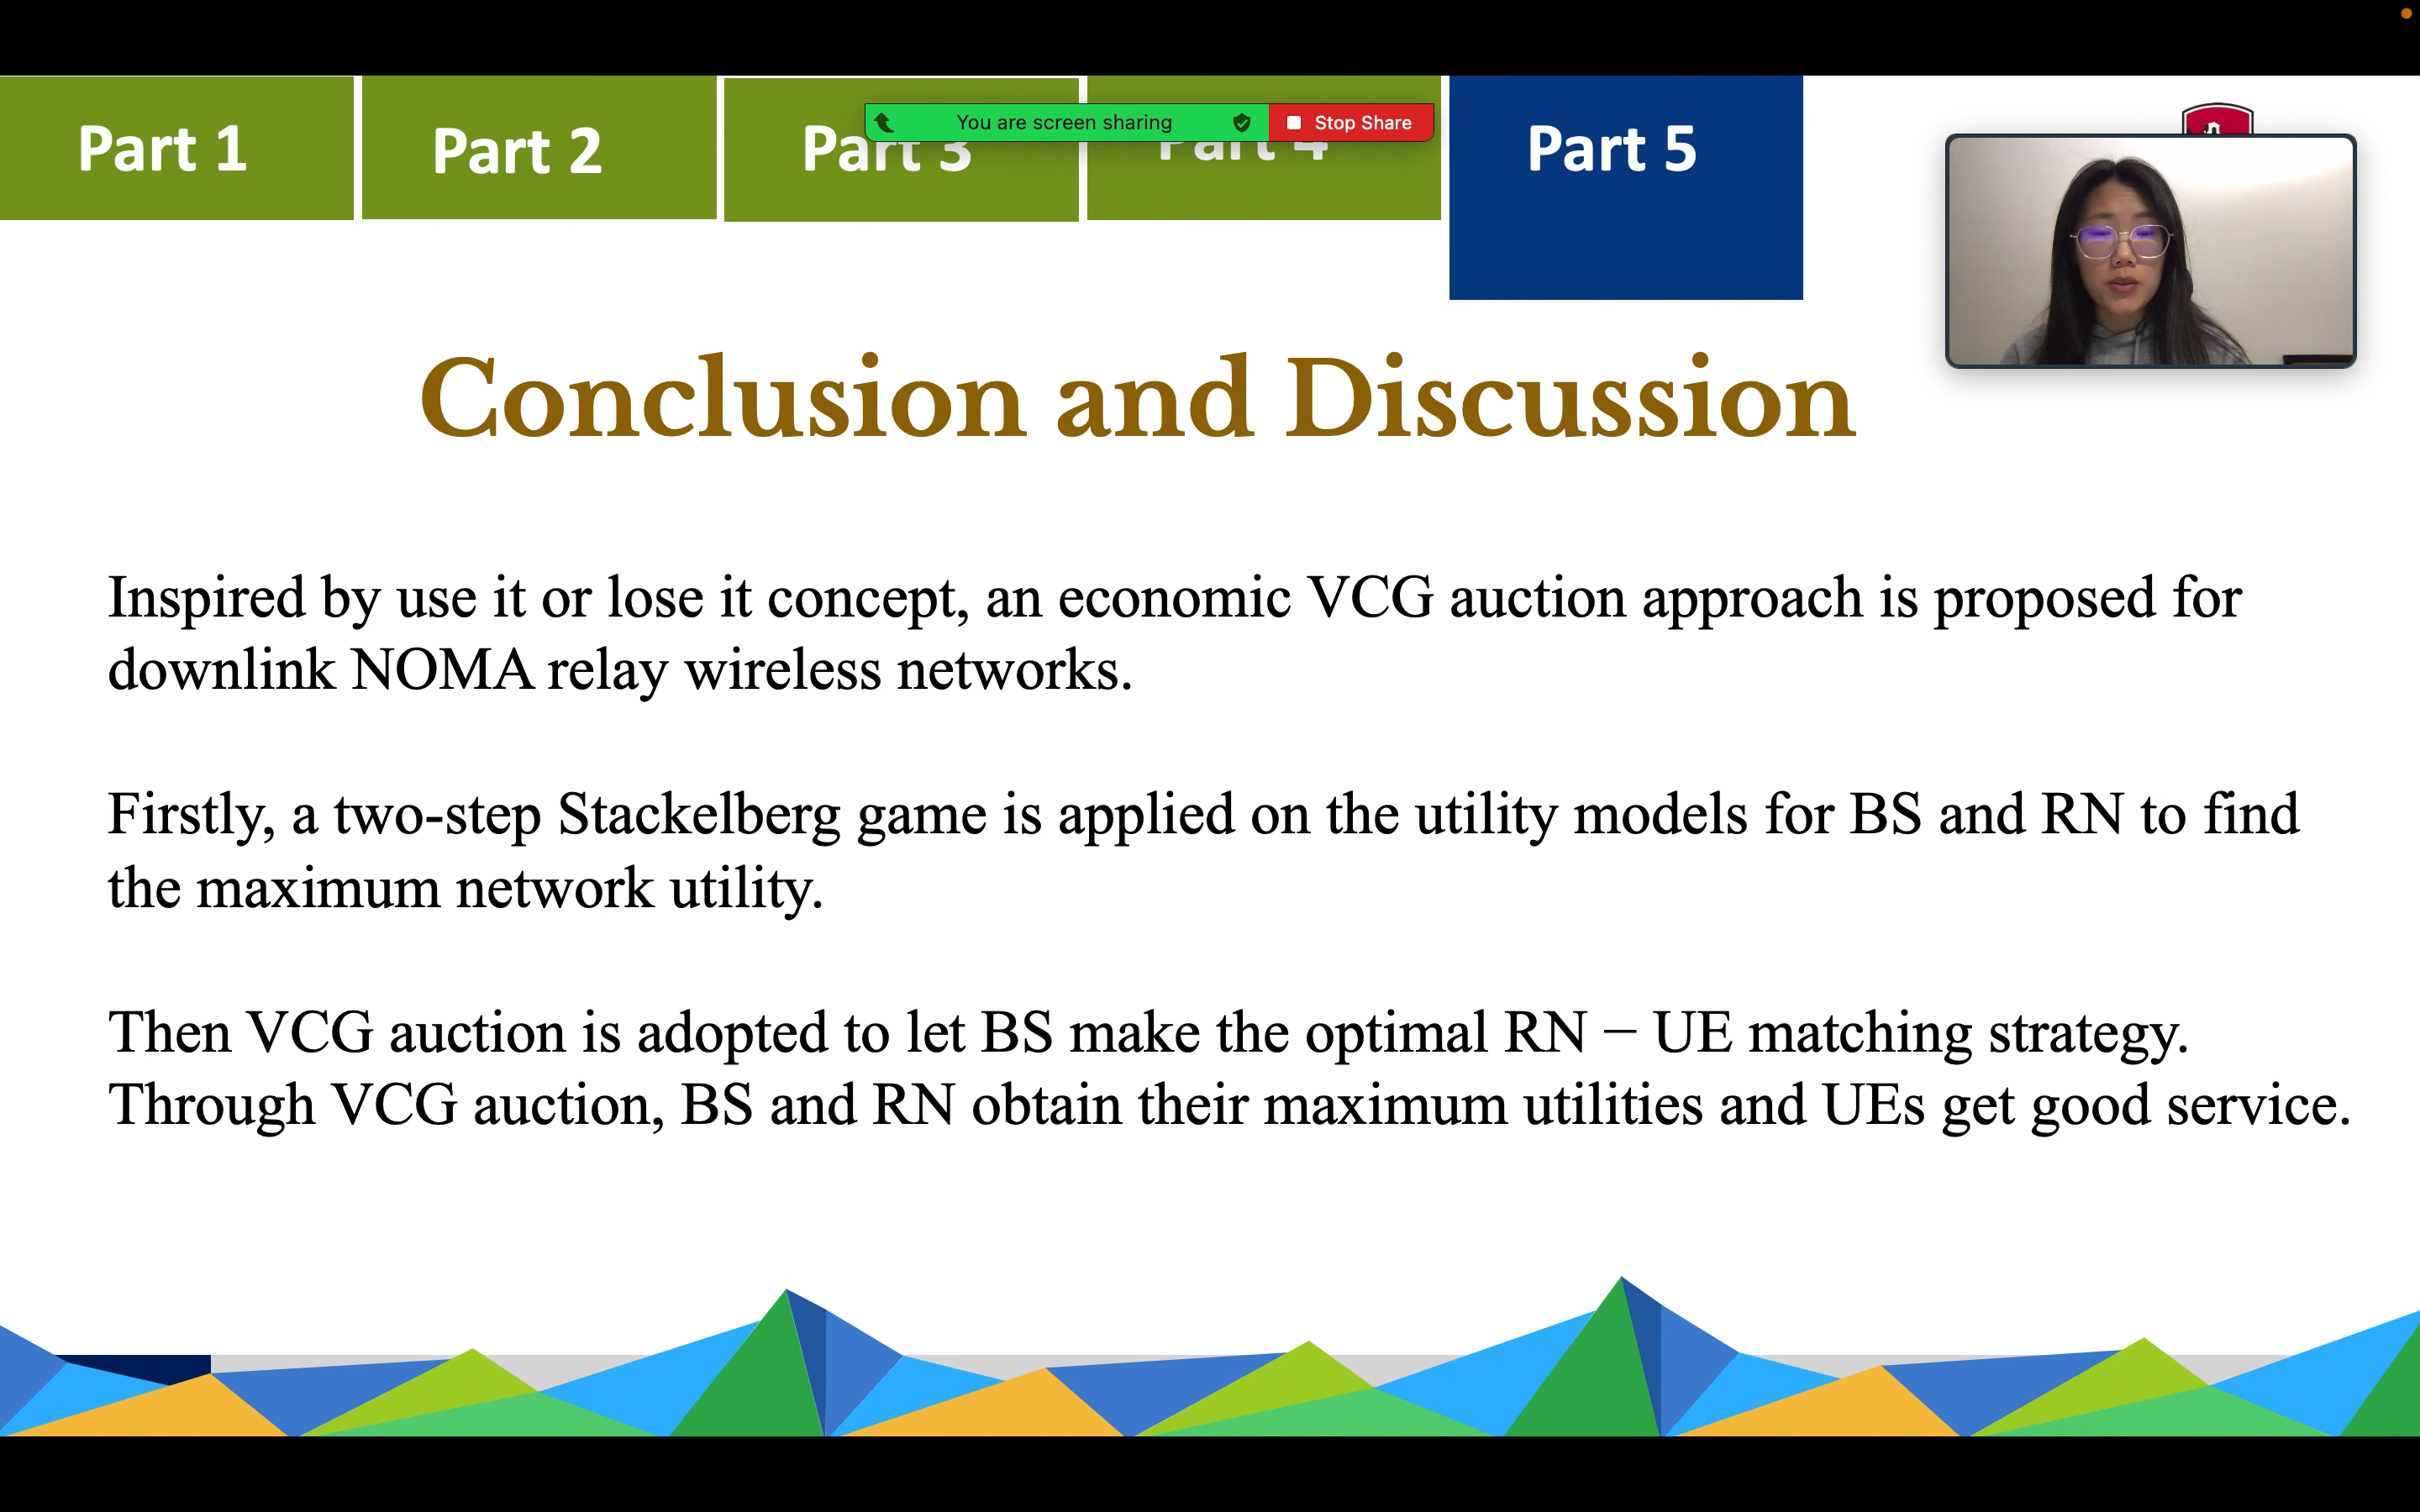 Part 1
Part 2
Part 3
Part 4
Part 5
You are screen sharing
Stop Share
Conclusion and Discussion
Inspired by use it or lose it concept, an economic VCG auction approach is proposed for
downlink NOMA relay wireless networks.
Firstly, a two-step Stackelberg game is applied on the utility models for BS and RN to find
the maximum network utility.
Then VCG auction is adopted to let BS make the optimal RN − UE matching strategy.
Through VCG auction, BS and RN obtain their maximum utilities and UEs get good service.